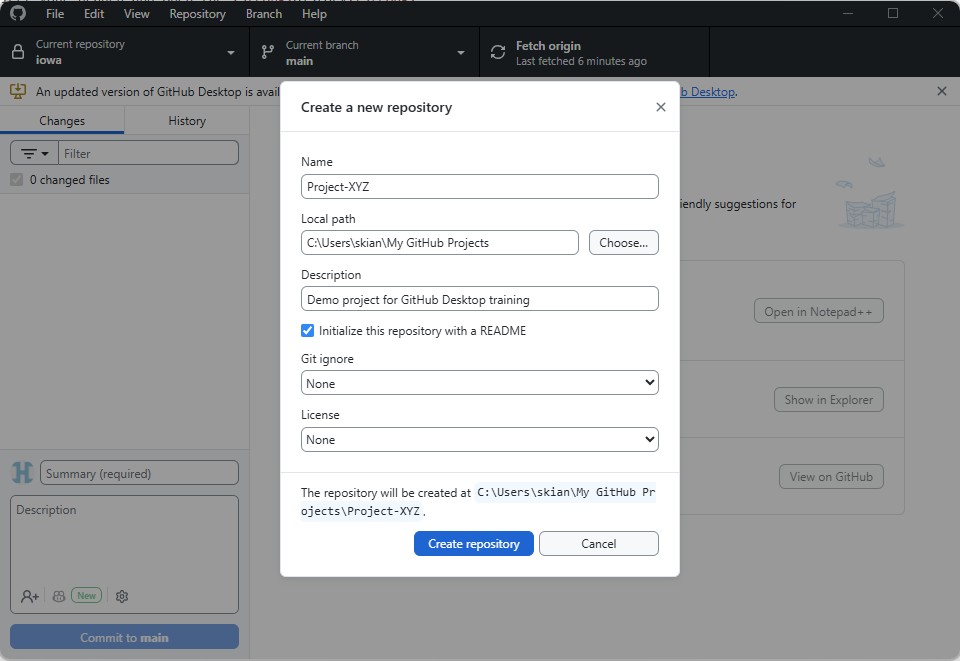 File Edit View Repository Branch Help
Current repository
iowa
Current branch
main
Fetch origin
Last fetched 6 minutes ago
An updated version of GitHub Desktop is avail
b Desktop.
Changes
History
Filter
0 changed files
iendly suggestions for
Open in Notepad++
Show in Explorer
View on GitHub
Create a new repository
Name
Project-XYZ
Local path
C:\Users\skian\My GitHub Projects
Choose...
Description
Demo project for GitHub Desktop training
Initialize this repository with a README
Git ignore
None
License
None
The repository will be created at C:\Users\skian\My GitHub Pr
ojects\Project-XYZ.
Create repository
Cancel
Summary (required)
Description
New
Commit to main